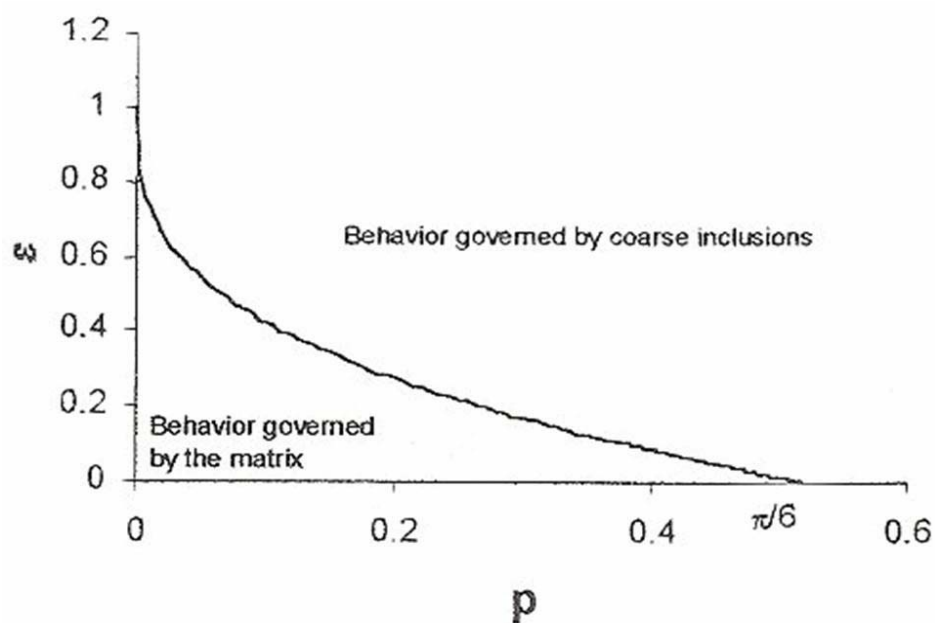 1.2
1
0.8
0.6
0.4
0.2
0
ε
Behavior governed by coarse inclusions
Behavior governed
by the matrix
0
0.2
0.4
π/6
0.6
p